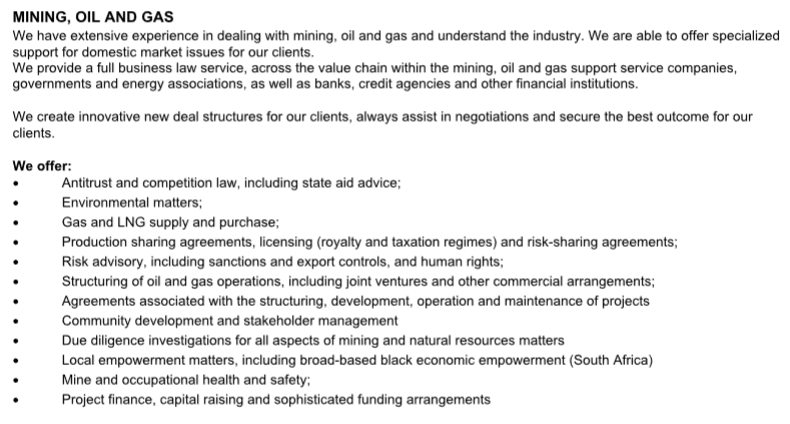 MINING, OIL AND GAS
We have extensive experience in dealing with mining, oil and gas and understand the industry. We are able to offer specialized
support for domestic market issues for our clients.
We provide a full business law service, across the value chain within the mining, oil and gas support service companies,
governments and energy associations, as well as banks, credit agencies and other financial institutions.
We create innovative new deal structures for our clients, always assist in negotiations and secure the best outcome for our
clients.
We offer:
• Antitrust and competition law, including state aid advice;
• Environmental matters;
• Gas and LNG supply and purchase;
• Production sharing agreements, licensing (royalty and taxation regimes) and risk-sharing agreements;
• Risk advisory, including sanctions and export controls, and human rights;
• Structuring of oil and gas operations, including joint ventures and other commercial arrangements;
• Agreements associated with the structuring, development, operation and maintenance of projects
• Community development and stakeholder management
• Due diligence investigations for all aspects of mining and natural resources matters
• Local empowerment matters, including broad-based black economic empowerment (South Africa)
• Mine and occupational health and safety;
• Project finance, capital raising and sophisticated funding arrangements